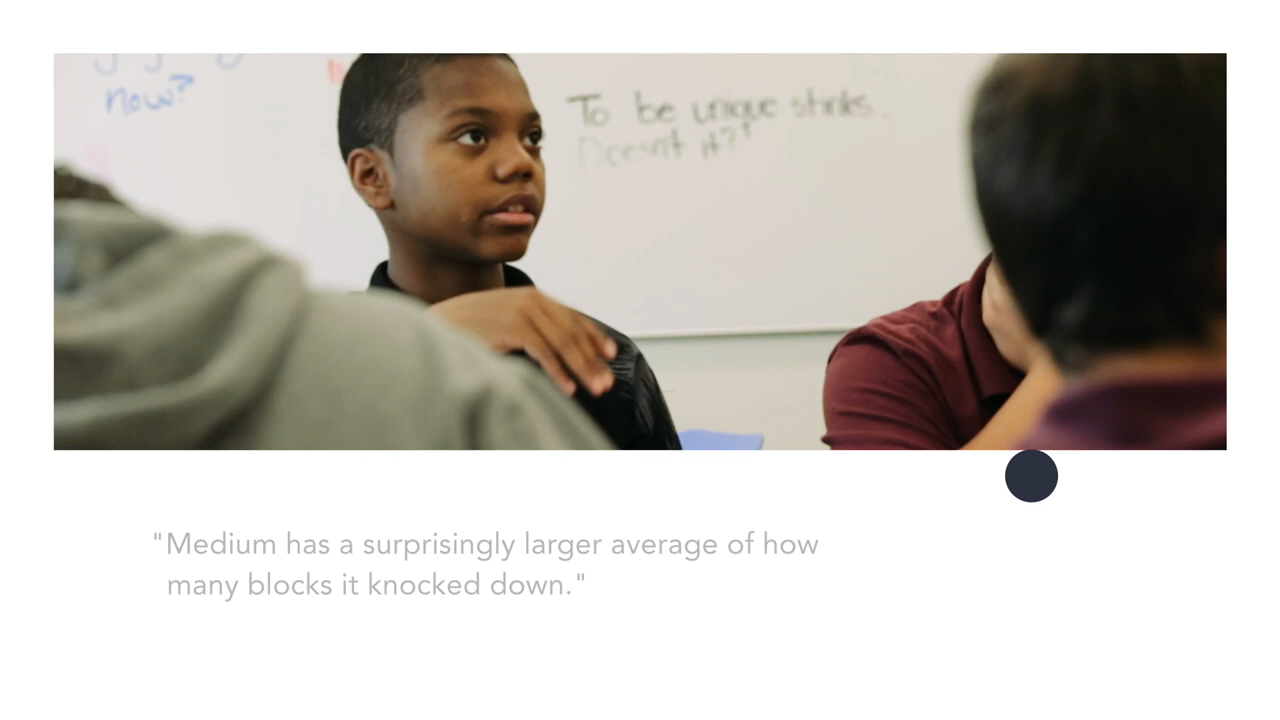 now?
To be unique stinks.
Doesn't it?
"Medium has a surprisingly larger average of how
many blocks it knocked down."